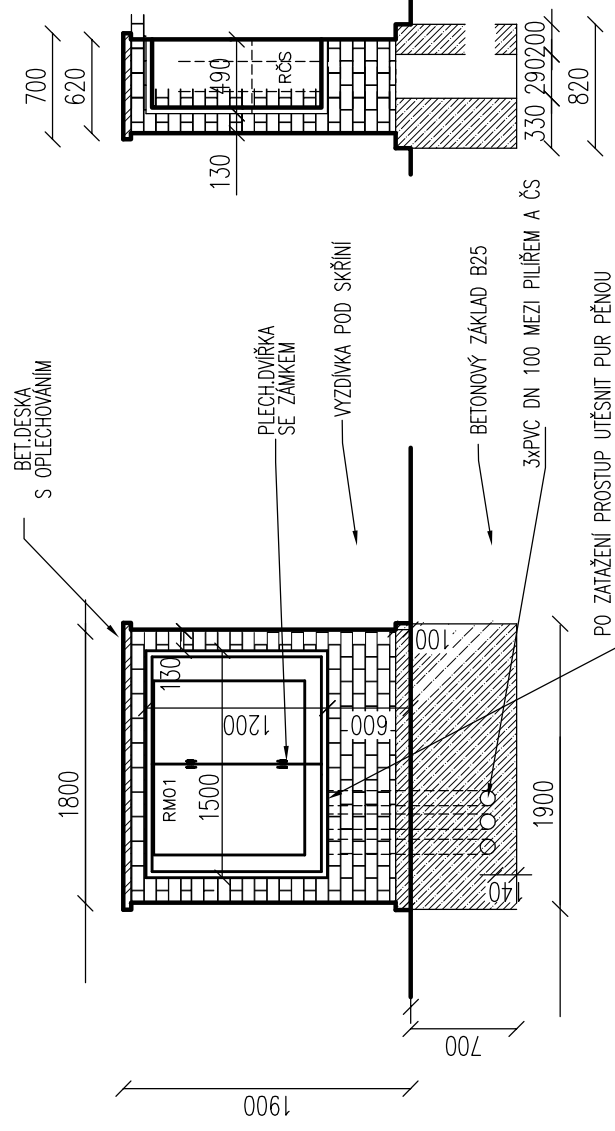 BET.DESKA
S OPLECHOVÁNÍM
PLECH.DVÍŘKA
SE ZÁMKEM
VYZDÍVKA POD SKŘÍNÍ
BETONOVÝ ZÁKLAD B25
3xPVC DN 100 MEZI PILÍŘEM A ČS
PO ZATAŽENÍ PROSTUP UTĚSNIT PUR PĚNOU
1800
130
RM01
1500
1200
600
100
140
1900
700
1900
700
620
490
RČS
130
330
290
200
820